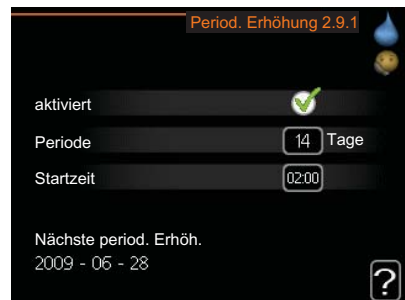 Period. Erhöhung 2.9.1
aktiviert
Periode 14 Tage
Startzeit 02:00
Nächste period. Erhöh.
2009 - 06 - 28
?